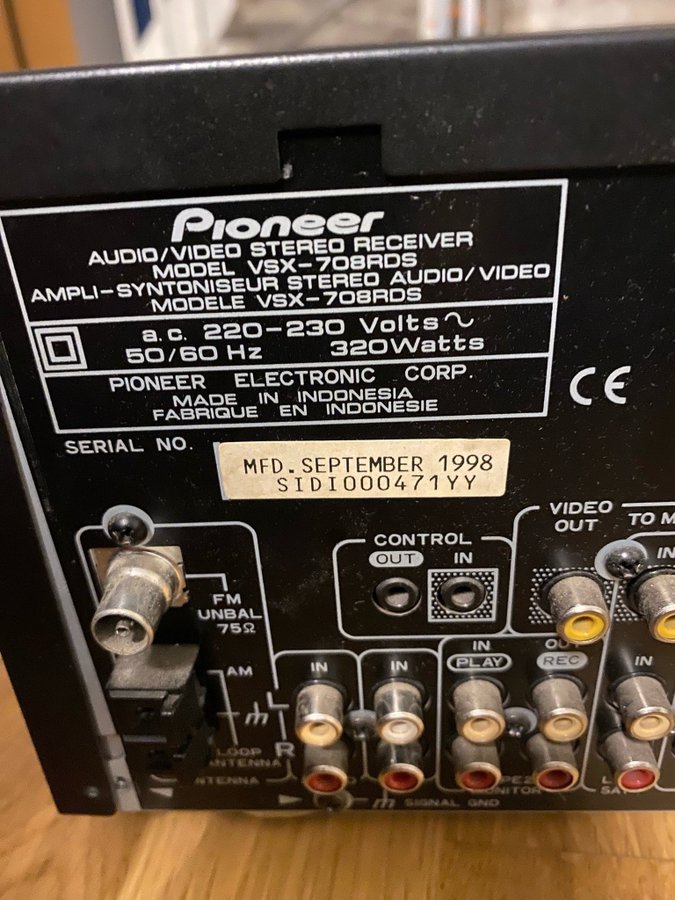 Pioneer
AUDIO/VIDEO STEREO RECEIVER
MODEL VSX-708RDS
AMPLI-SYNTONISEUR STEREO AUDIO/VIDEO
MODELE VSX-708RDS
a.c. 220-230 Volts~
50/60 Hz 320Watts
PIONEER ELECTRONIC CORP.
MADE IN INDONESIA
FABRIQUE EN INDONESIE
CE
SERIAL NO.
MFD. SEPTEMBER 1998
SIDI000471YY
VIDEO
OUT
TO M
IN
CONTROL
OUT IN
FM
UNBAL
75Ω
AM
LOOP
ANTENNA
IN
IN
IN
PLAY
OUT
REC
IN
L
R
MONITOR
SIGNAL GND